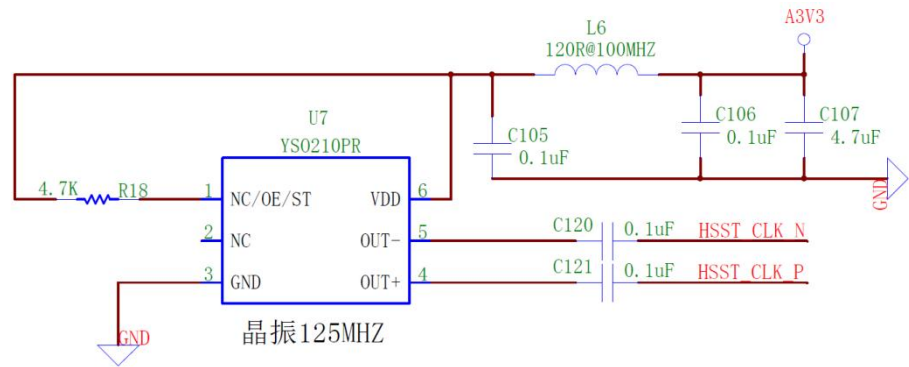 A3V3
L6
120R@100MHZ
U7
YSO210PR
C105
0.1uF
C106
0.1uF
C107
4.7uF
GND
4.7K R18 1 NC/OE/ST VDD 6
2 NC OUT- 5 C120 0.1uF HSST_CLK_N
3 GND OUT+ 4 C121 0.1uF HSST_CLK_P
GND
晶振125MHZ